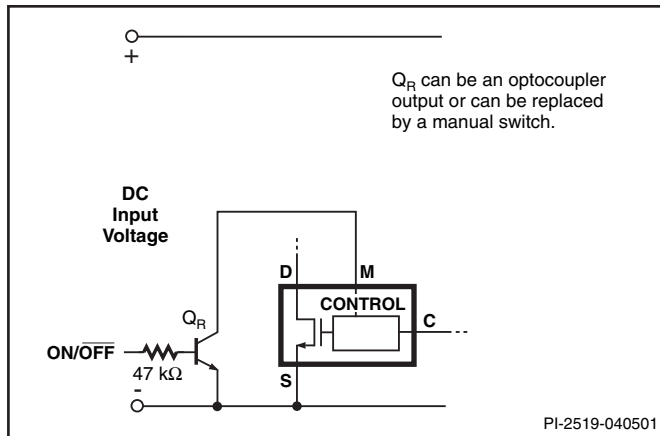 +
Q_R can be an optocoupler
output or can be replaced
by a manual switch.
DC
Input
Voltage
D
M
CONTROL
C
Q_R
ON/O̅F̅F̅
47 kΩ
S
-
PI-2519-040501